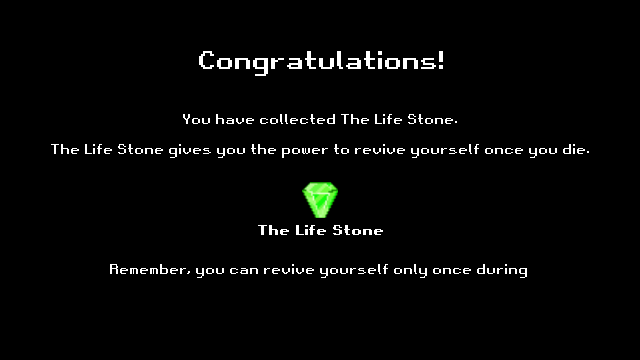 Congratulations!
You have collected The Life Stone.
The Life Stone gives you the power to revive yourself once you die.
The Life Stone
Remember, you can revive yourself only once during